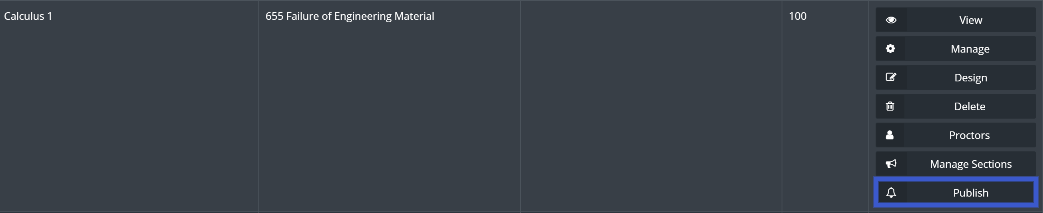 Calculus 1
655 Failure of Engineering Material
100
View
Manage
Design
Delete
Proctors
Manage Sections
Publish